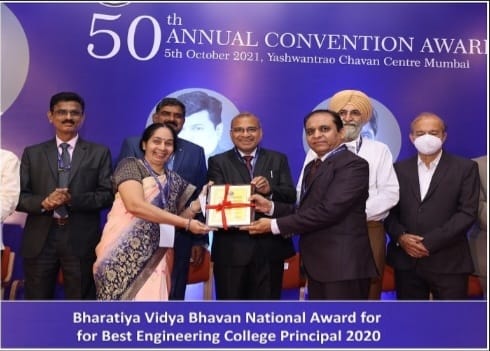 50th
ANNUAL CONVENTION AWAR
5th October 2021, Yashwantrao Chavan Centre Mumbai
Bharatiya Vidya Bhavan National Award for
for Best Engineering College Principal 2020